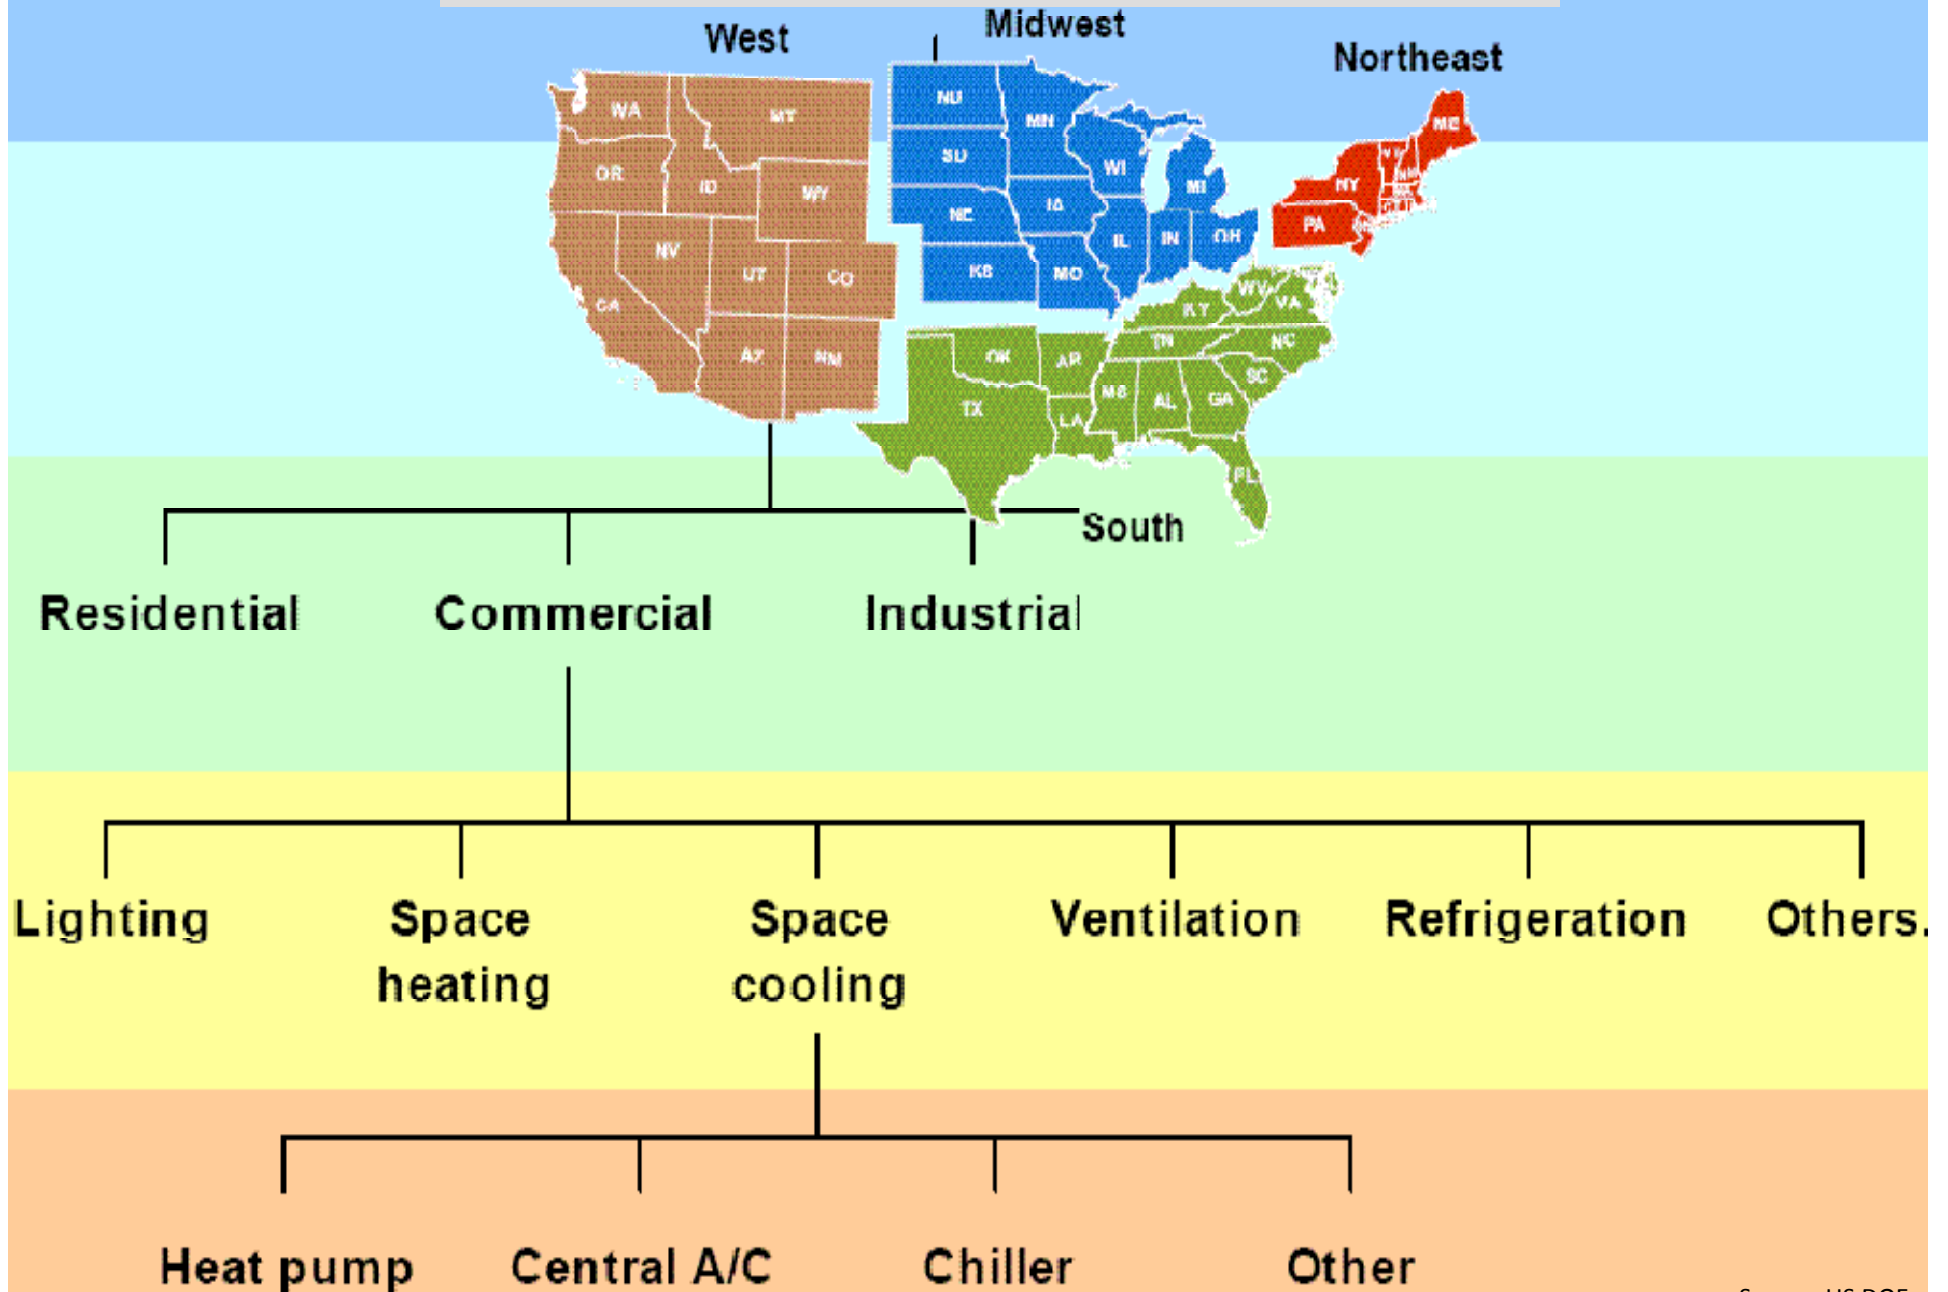 Midwest
West
Northeast
WA
MT
ND
MN
ME
OR
ID
WY
SD
WI
MI
NY
NE
IA
PA
NV
UT
CO
IL
IN
OH
KS
MO
CA
WV
VA
KY
AZ
NM
OK
AR
TN
NC
SC
TX
MS
AL
GA
LA
FL
South
Residential Commercial Industrial
Lighting Space Space Ventilation Refrigeration Others.
heating cooling
Heat pump Central A/C Chiller Other